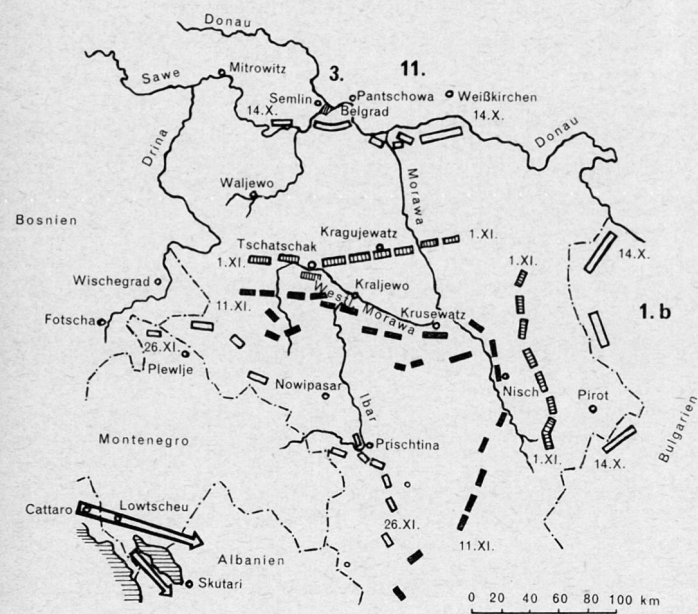 Donau
Sawe
Mitrowitz
3.
11.
Semlin
Pantschowa
Weißkirchen
14.X.
Belgrad
14.X.
Donau
Drina
Waljewo
Morawa
Bosnien
Kragujewatz
1.XI.
Tschatschak
1.XI.
1.XI.
14.X.
Wischegrad
Kraljewo
11.XI.
Westl. Morawa
Krusewatz
1.b
Fotscha
26.XI.
Plewlje
Nowipasar
Nisch
Pirot
Ibar
Bulgarien
Montenegro
Prischtina
1.XI.
14.X.
Cattaro
Lowtscheu
26.XI.
11.XI.
Albanien
Skutari
0 20 40 60 80 100 km